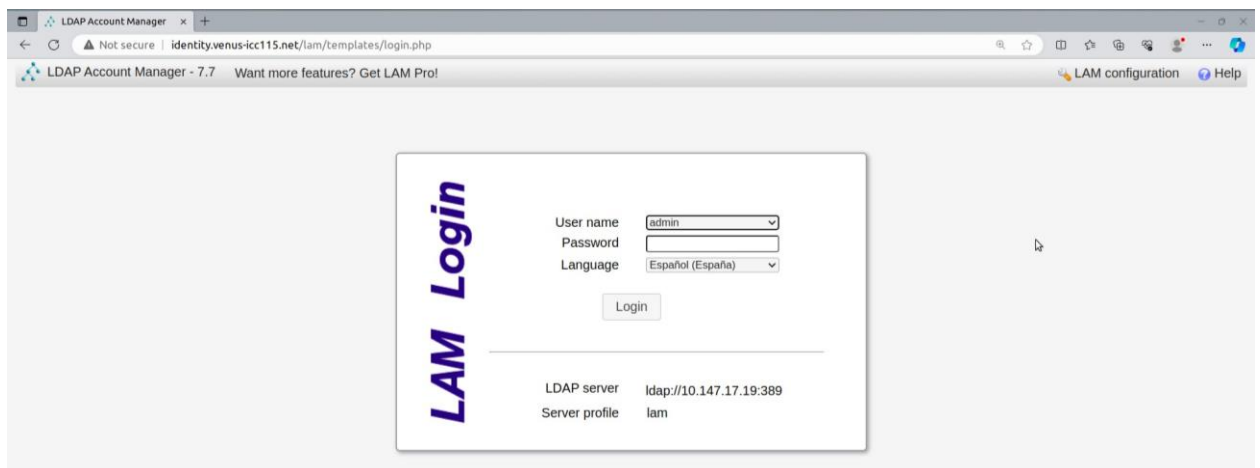 LDAP Account Manager
Not secure | identity.venus-icc115.net/lam/templates/login.php
LDAP Account Manager - 7.7 Want more features? Get LAM Pro! LAM configuration Help
LAM Login
User name admin
Password
Language Español (España)
Login
LDAP server ldap://10.147.17.19:389
Server profile lam